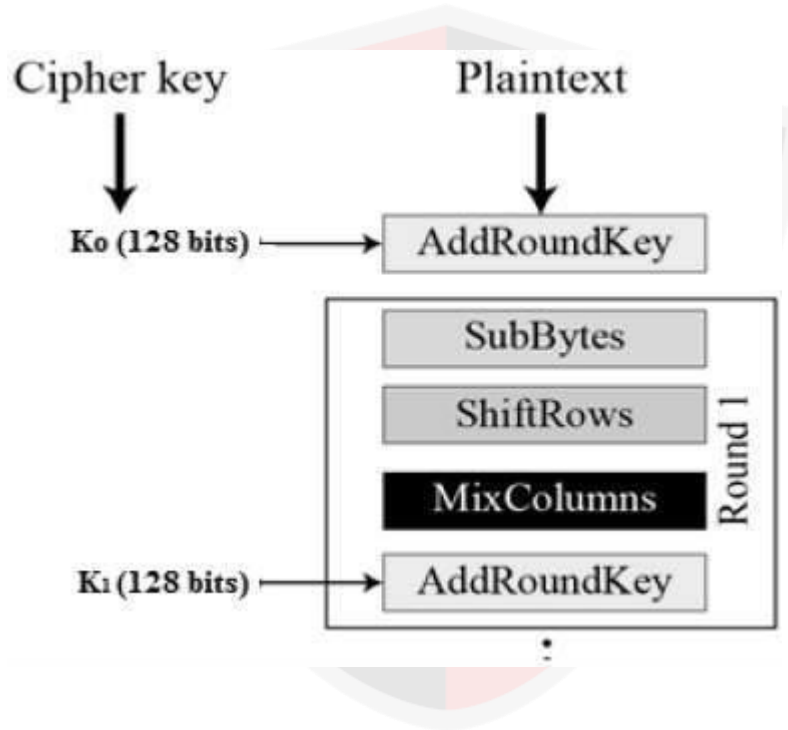 Cipher key
Plaintext
K0 (128 bits)
AddRoundKey
SubBytes
ShiftRows
MixColumns
Round 1
K1 (128 bits)
AddRoundKey